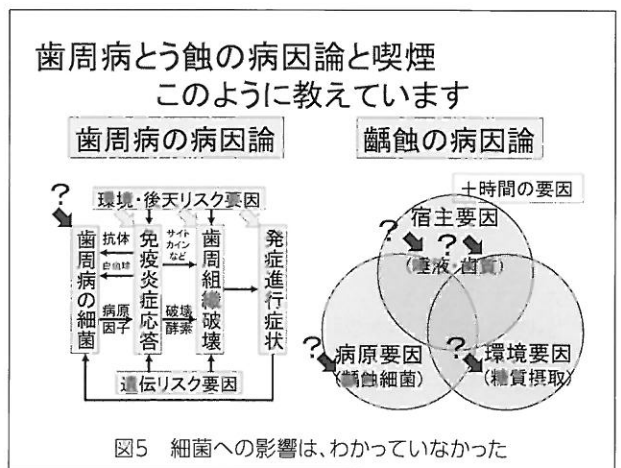 歯周病とう蝕の病因論と喫煙
このように教えています
歯周病の病因論
?
環境・後天リスク要因
歯周病の細菌
抗体
白血球
病原
因子
免疫炎症応答
サイト
カイン
など
破壊
酵素
歯周組織破壊
発症進行症状
遺伝リスク要因
齲蝕の病因論
+時間の要因
宿主要因
? ?
(唾液・歯質)
?
病原要因
(齲蝕細菌)
?
環境要因
(糖質摂取)
図5 細菌への影響は、わかっていなかった